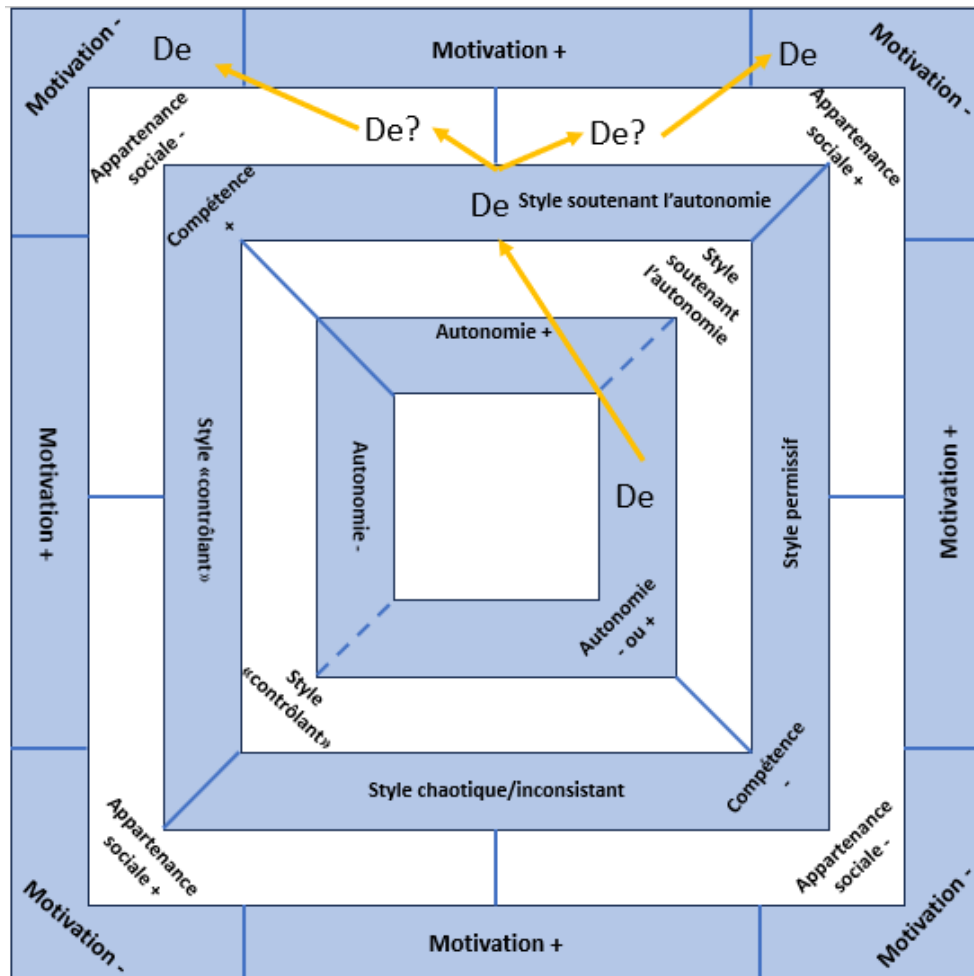 Motivation -
De
Motivation +
De
Motivation -
Appartenance
sociale -
De?
De?
Appartenance
sociale +
Compétence
+
De
Style soutenant l'autonomie
Style
soutenant
l'autonomie
Autonomie +
Motivation +
Style «contrôlant»
Autonomie -
De
Style permissif
Motivation +
Autonomie
- ou +
Style
«contrôlant»
Style chaotique/inconsistant
Compétence
-
Appartenance
sociale +
Appartenance
sociale -
Motivation -
Motivation +
Motivation -